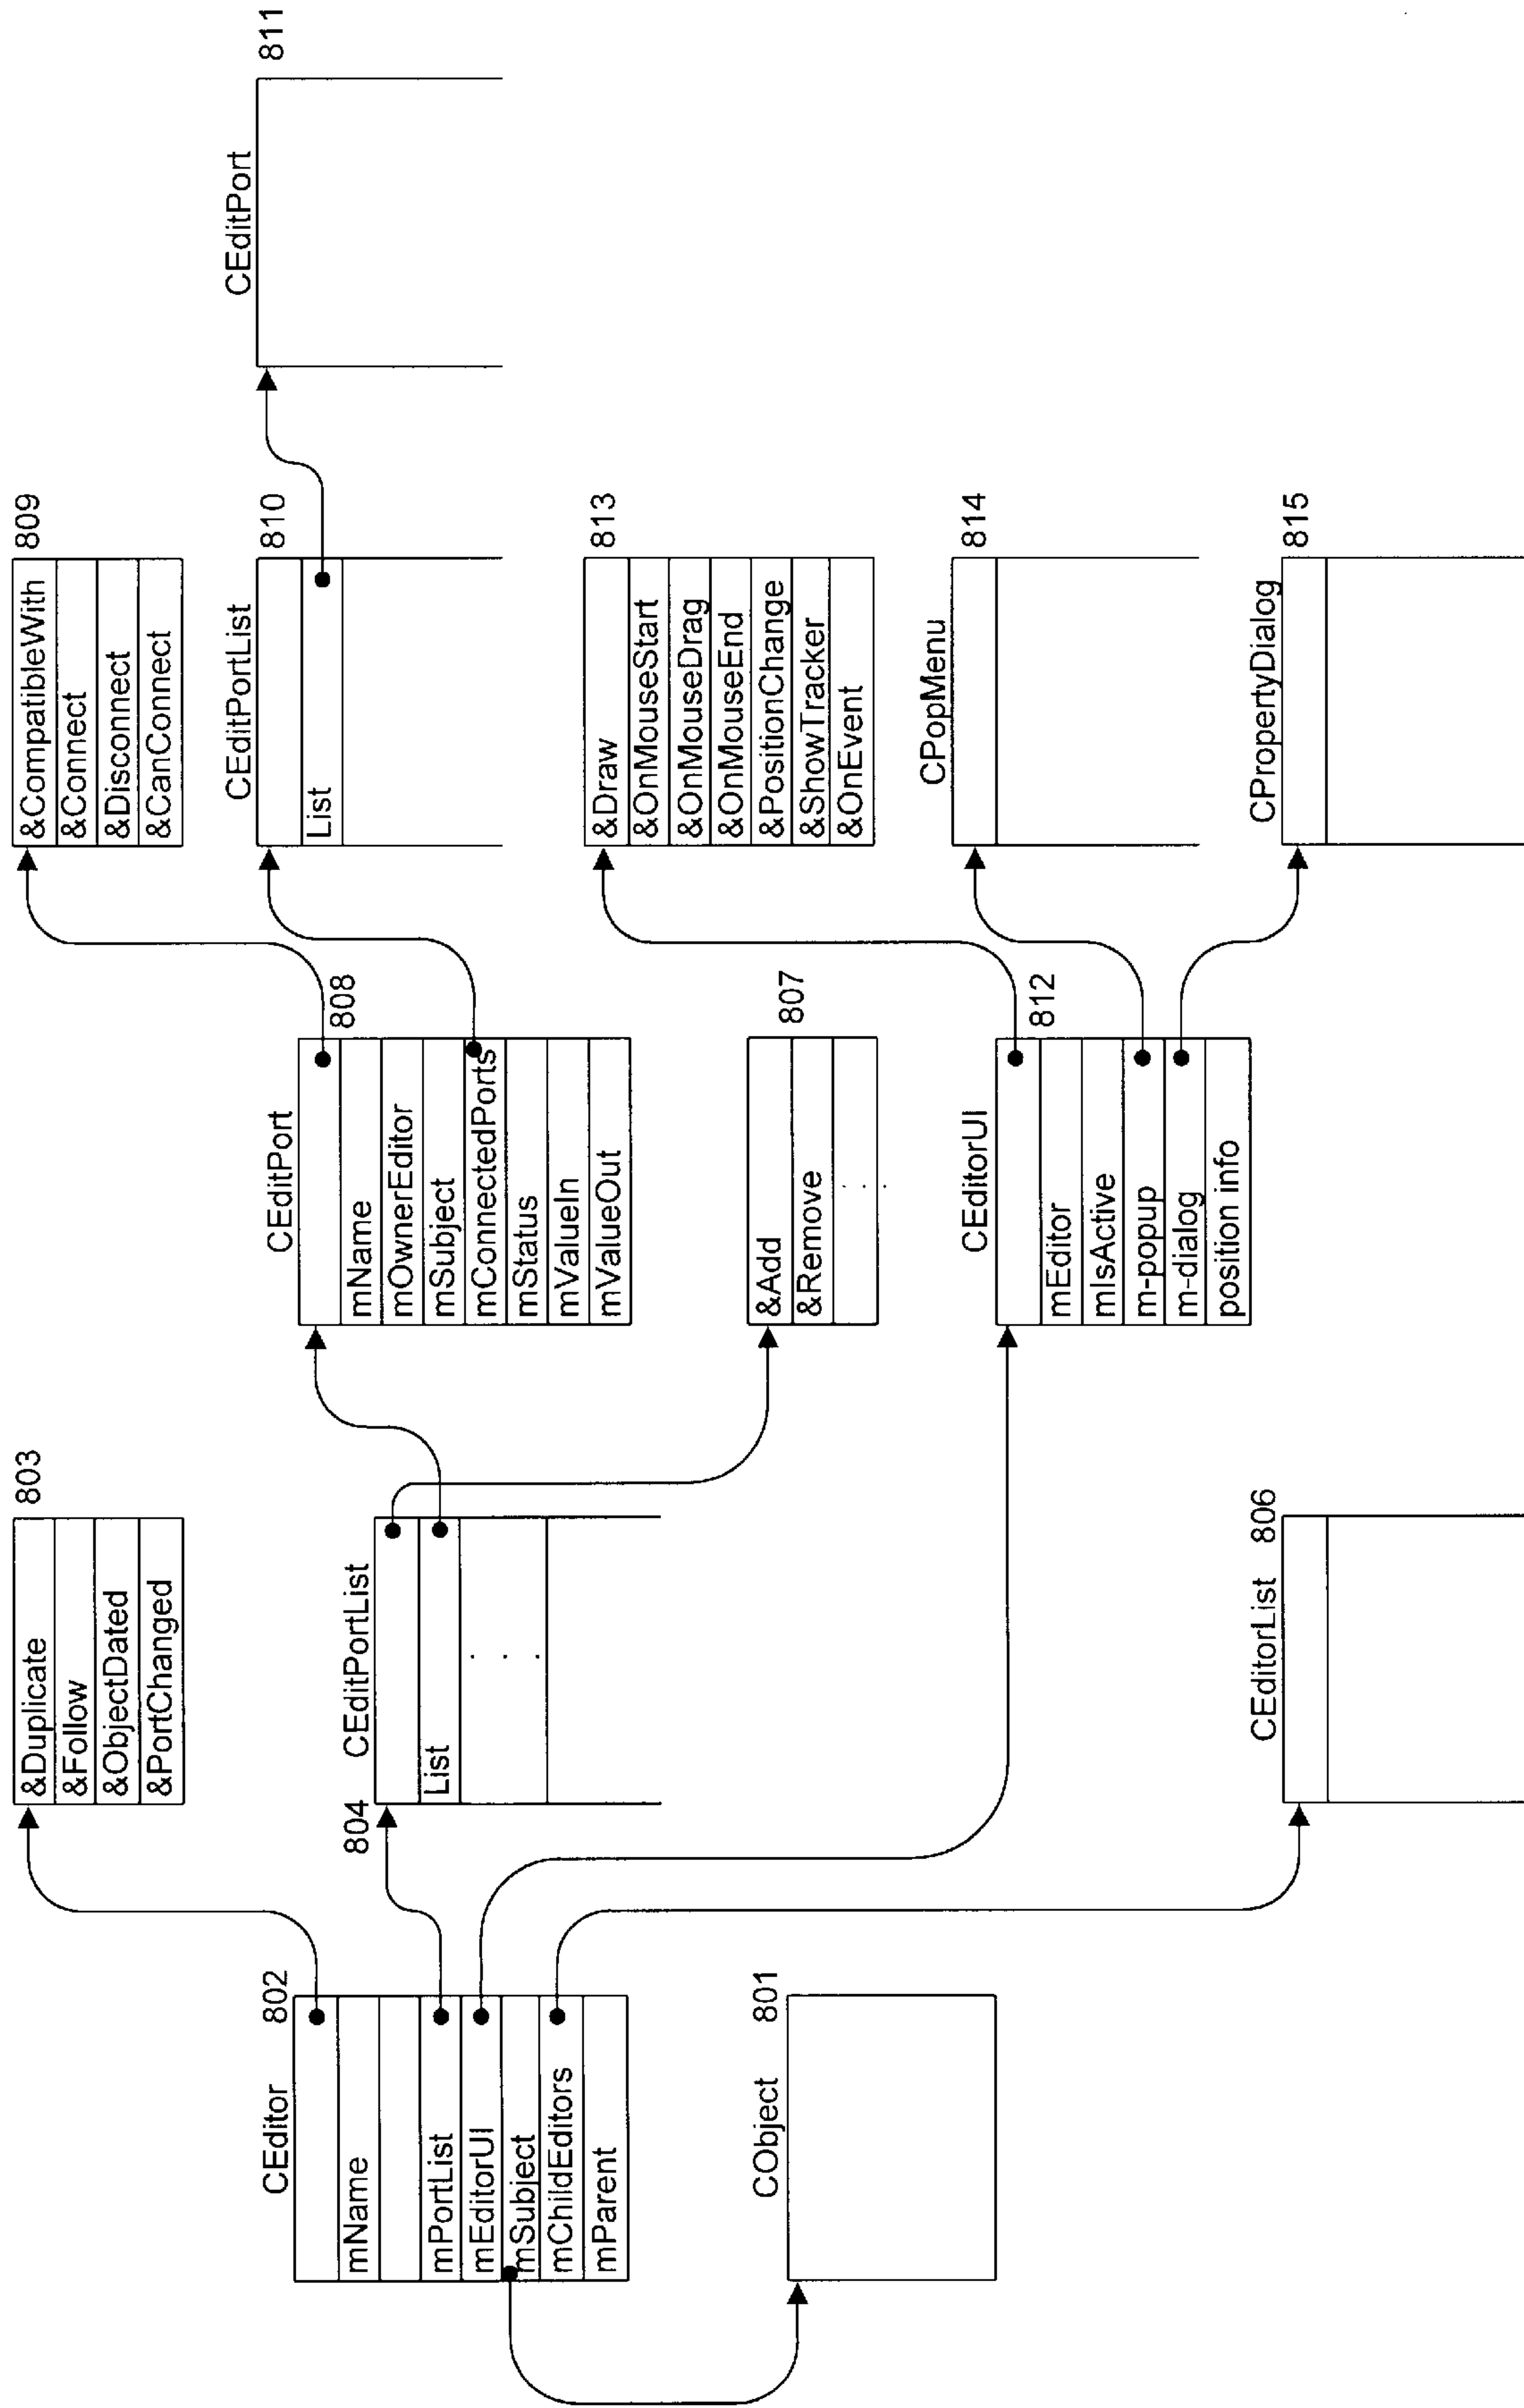 803
&Duplicate
&Follow
&ObjectDated
&PortChanged
809
&CompatibleWith
&Connect
&Disconnect
&CanConnect
CEditor 802
mName
mPortList
mEditorUI
mSubject
mChildEditors
mParent
804
CEditPortList
List
. . .
CEditPort
808
mName
mOwnerEditor
mSubject
mConnectedPorts
mStatus
mValueIn
mValueOut
CEditPortList
810
List
CEditPort
811
807
&Add
&Remove
. . .
813
&Draw
&OnMouseStart
&OnMouseDrag
&OnMouseEnd
&PositionChange
&ShowTracker
&OnEvent
CObject 801
CEditorUI
812
mEditor
mIsActive
m-popup
m-dialog
position info
CPopMenu
814
CEditorList 806
CPropertyDialog
815